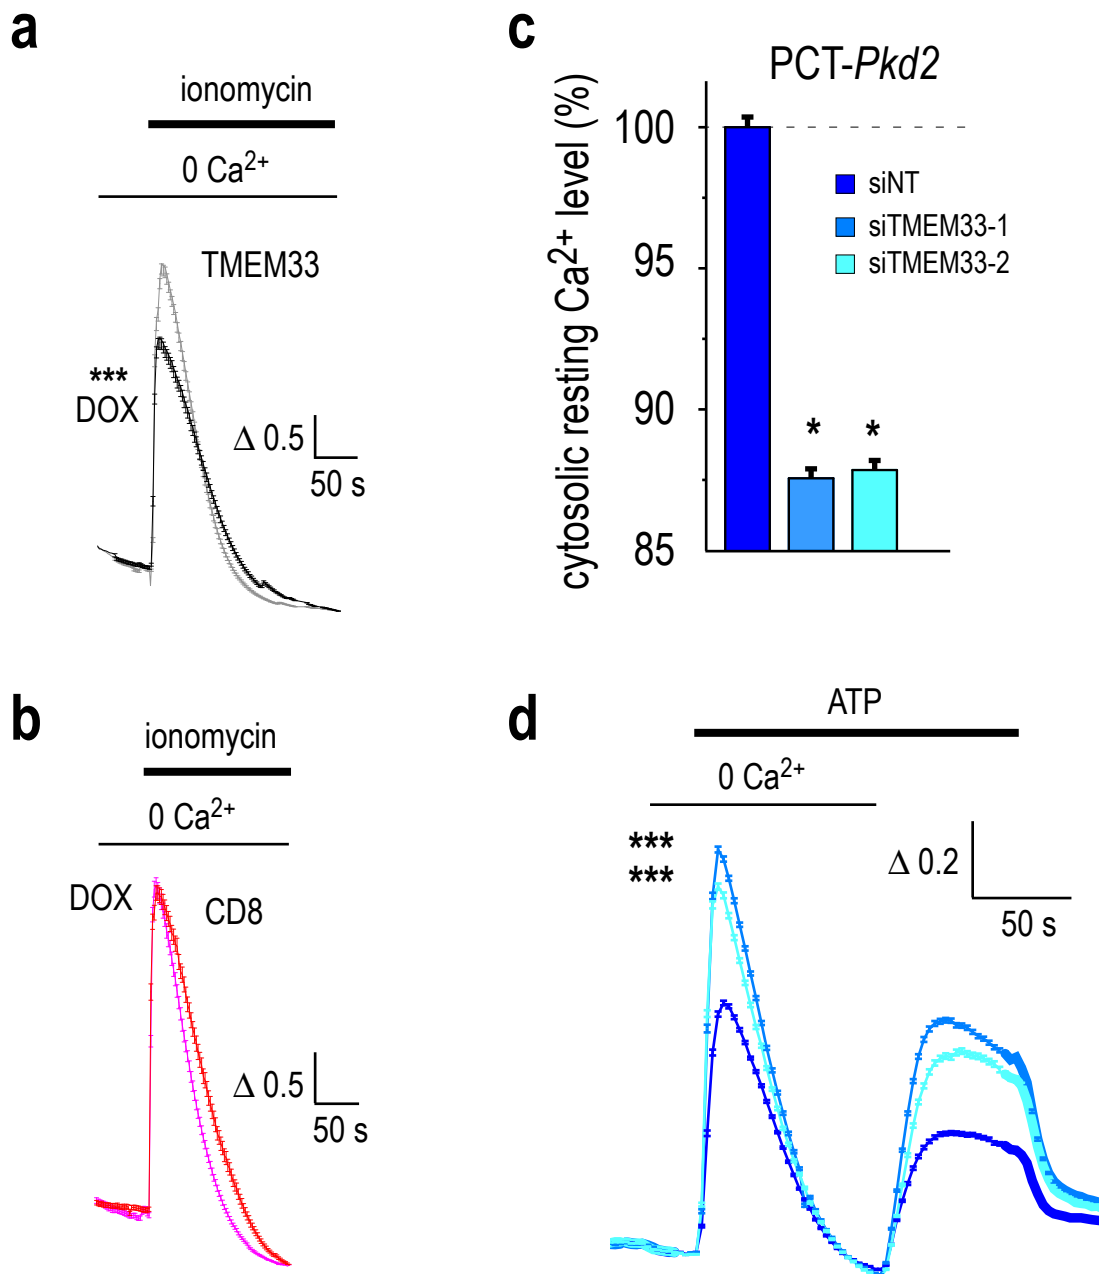 a
ionomycin
0 Ca²⁺
TMEM33
***
DOX
Δ 0.5
50 s
c
PCT-Pkd2
cytosolic resting Ca²⁺ level (%)
100
95
90
85
siNT
siTMEM33-1
siTMEM33-2
* *
b
ionomycin
0 Ca²⁺
DOX
CD8
Δ 0.5
50 s
d
ATP
0 Ca²⁺
***
***
Δ 0.2
50 s